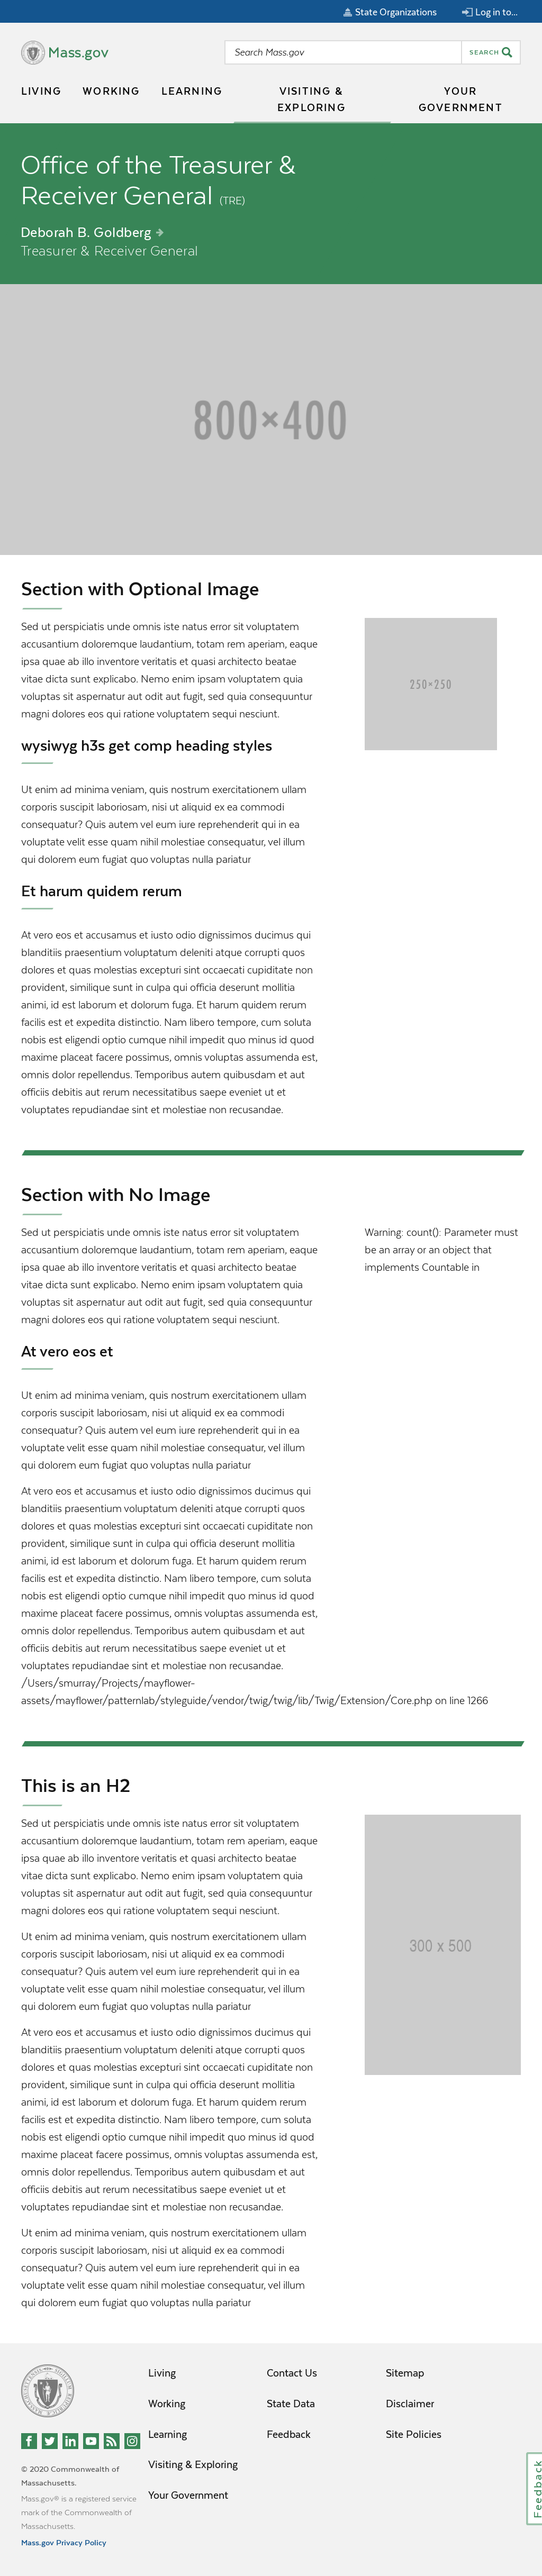 State Organizations
Log in to...
Mass.gov
Search Mass.gov
SEARCH
LIVING
WORKING
LEARNING
VISITING &
EXPLORING
YOUR
GOVERNMENT
Office of the Treasurer &
Receiver General (TRE)
Deborah B. Goldberg
Treasurer & Receiver General
800×400
Section with Optional Image
Sed ut perspiciatis unde omnis iste natus error sit voluptatem
accusantium doloremque laudantium, totam rem aperiam, eaque
ipsa quae ab illo inventore veritatis et quasi architecto beatae
vitae dicta sunt explicabo. Nemo enim ipsam voluptatem quia
voluptas sit aspernatur aut odit aut fugit, sed quia consequuntur
magni dolores eos qui ratione voluptatem sequi nesciunt.
250×250
wysiwyg h3s get comp heading styles
Ut enim ad minima veniam, quis nostrum exercitationem ullam
corporis suscipit laboriosam, nisi ut aliquid ex ea commodi
consequatur? Quis autem vel eum iure reprehenderit qui in ea
voluptate velit esse quam nihil molestiae consequatur, vel illum
qui dolorem eum fugiat quo voluptas nulla pariatur
Et harum quidem rerum
At vero eos et accusamus et iusto odio dignissimos ducimus qui
blanditiis praesentium voluptatum deleniti atque corrupti quos
dolores et quas molestias excepturi sint occaecati cupiditate non
provident, similique sunt in culpa qui officia deserunt mollitia
animi, id est laborum et dolorum fuga. Et harum quidem rerum
facilis est et expedita distinctio. Nam libero tempore, cum soluta
nobis est eligendi optio cumque nihil impedit quo minus id quod
maxime placeat facere possimus, omnis voluptas assumenda est,
omnis dolor repellendus. Temporibus autem quibusdam et aut
officiis debitis aut rerum necessitatibus saepe eveniet ut et
voluptates repudiandae sint et molestiae non recusandae.
Section with No Image
Sed ut perspiciatis unde omnis iste natus error sit voluptatem
accusantium doloremque laudantium, totam rem aperiam, eaque
ipsa quae ab illo inventore veritatis et quasi architecto beatae
vitae dicta sunt explicabo. Nemo enim ipsam voluptatem quia
voluptas sit aspernatur aut odit aut fugit, sed quia consequuntur
magni dolores eos qui ratione voluptatem sequi nesciunt.
Warning: count(): Parameter must
be an array or an object that
implements Countable in
At vero eos et
Ut enim ad minima veniam, quis nostrum exercitationem ullam
corporis suscipit laboriosam, nisi ut aliquid ex ea commodi
consequatur? Quis autem vel eum iure reprehenderit qui in ea
voluptate velit esse quam nihil molestiae consequatur, vel illum
qui dolorem eum fugiat quo voluptas nulla pariatur
At vero eos et accusamus et iusto odio dignissimos ducimus qui
blanditiis praesentium voluptatum deleniti atque corrupti quos
dolores et quas molestias excepturi sint occaecati cupiditate non
provident, similique sunt in culpa qui officia deserunt mollitia
animi, id est laborum et dolorum fuga. Et harum quidem rerum
facilis est et expedita distinctio. Nam libero tempore, cum soluta
nobis est eligendi optio cumque nihil impedit quo minus id quod
maxime placeat facere possimus, omnis voluptas assumenda est,
omnis dolor repellendus. Temporibus autem quibusdam et aut
officiis debitis aut rerum necessitatibus saepe eveniet ut et
voluptates repudiandae sint et molestiae non recusandae.
/Users/smurray/Projects/mayflower-
assets/mayflower/patternlab/styleguide/vendor/twig/twig/lib/Twig/Extension/Core.php on line 1266
This is an H2
Sed ut perspiciatis unde omnis iste natus error sit voluptatem
accusantium doloremque laudantium, totam rem aperiam, eaque
ipsa quae ab illo inventore veritatis et quasi architecto beatae
vitae dicta sunt explicabo. Nemo enim ipsam voluptatem quia
voluptas sit aspernatur aut odit aut fugit, sed quia consequuntur
magni dolores eos qui ratione voluptatem sequi nesciunt.
300 x 500
Ut enim ad minima veniam, quis nostrum exercitationem ullam
corporis suscipit laboriosam, nisi ut aliquid ex ea commodi
consequatur? Quis autem vel eum iure reprehenderit qui in ea
voluptate velit esse quam nihil molestiae consequatur, vel illum
qui dolorem eum fugiat quo voluptas nulla pariatur
At vero eos et accusamus et iusto odio dignissimos ducimus qui
blanditiis praesentium voluptatum deleniti atque corrupti quos
dolores et quas molestias excepturi sint occaecati cupiditate non
provident, similique sunt in culpa qui officia deserunt mollitia
animi, id est laborum et dolorum fuga. Et harum quidem rerum
facilis est et expedita distinctio. Nam libero tempore, cum soluta
nobis est eligendi optio cumque nihil impedit quo minus id quod
maxime placeat facere possimus, omnis voluptas assumenda est,
omnis dolor repellendus. Temporibus autem quibusdam et aut
officiis debitis aut rerum necessitatibus saepe eveniet ut et
voluptates repudiandae sint et molestiae non recusandae.
Ut enim ad minima veniam, quis nostrum exercitationem ullam
corporis suscipit laboriosam, nisi ut aliquid ex ea commodi
consequatur? Quis autem vel eum iure reprehenderit qui in ea
voluptate velit esse quam nihil molestiae consequatur, vel illum
qui dolorem eum fugiat quo voluptas nulla pariatur
Living
Working
Learning
Visiting & Exploring
Your Government
Contact Us
State Data
Feedback
Sitemap
Disclaimer
Site Policies
© 2020 Commonwealth of
Massachusetts.
Mass.gov® is a registered service
mark of the Commonwealth of
Massachusetts.
Mass.gov Privacy Policy
Feedback